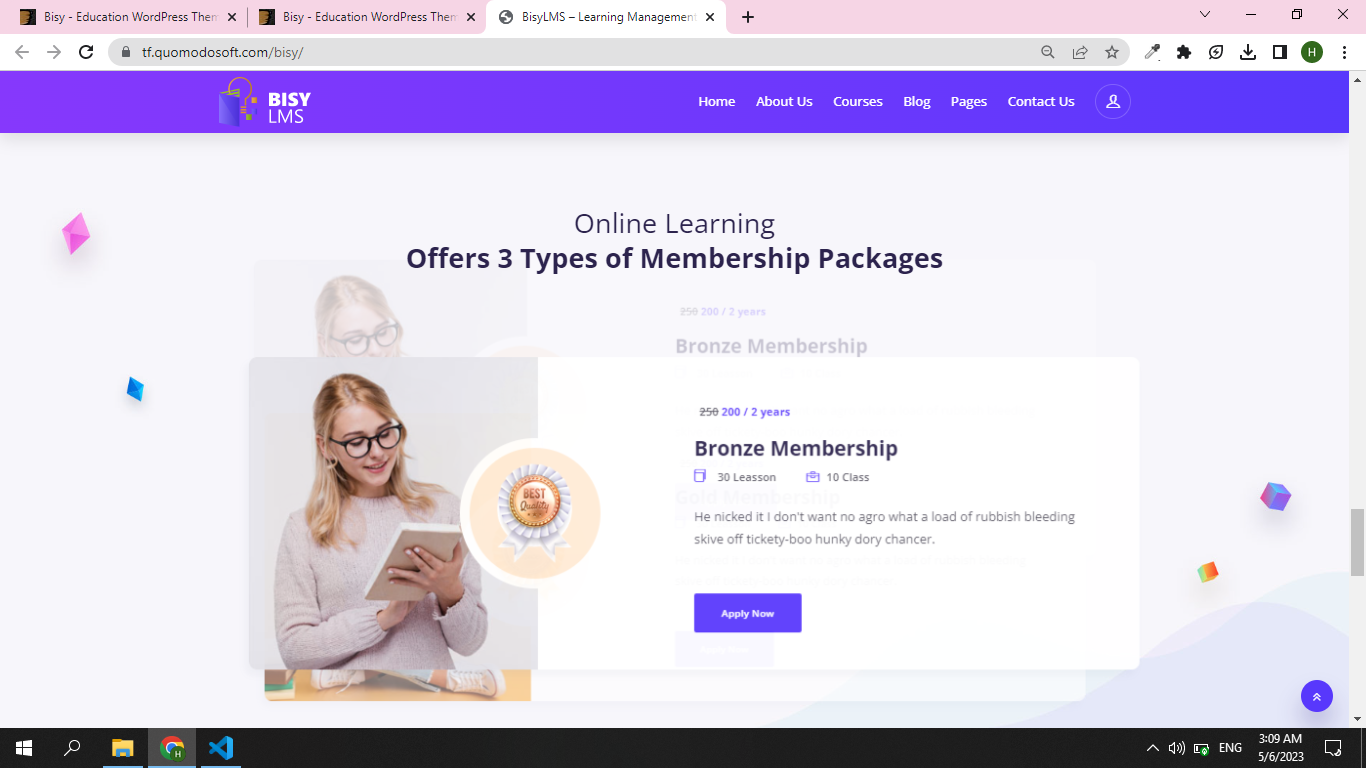 Bisy - Education WordPress Them
Bisy - Education WordPress Them
BisyLMS – Learning Management
tf.quomodosoft.com/bisy/
H
BISY
LMS
Home
About Us
Courses
Blog
Pages
Contact Us
Online Learning
Offers 3 Types of Membership Packages
250 200 / 2 years
Bronze Membership
250 200 / 2 years
Bronze Membership
30 Leasson
10 Class
BEST
Quality
Gold Membership
He nicked it I don't want no agro what a load of rubbish bleeding
skive off tickety-boo hunky dory chancer.
Apply Now
H
ENG
3:09 AM
5/6/2023